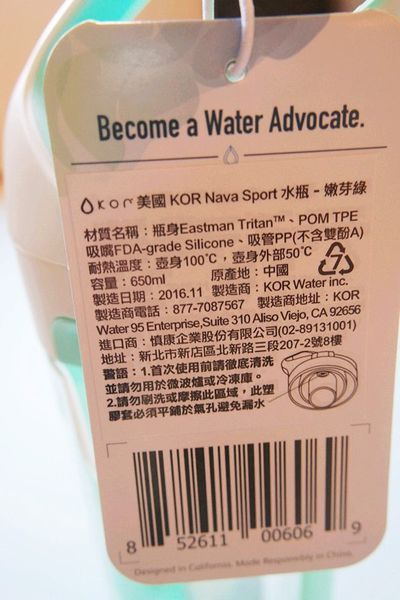 Become a Water Advocate.
KOR 美國 KOR Nava Sport 水瓶 - 嫩芽綠
材質名稱：瓶身Eastman Tritan™、POM TPE
吸嘴FDA-grade Silicone、吸管PP(不含雙酚A)
耐熱溫度：壺身100℃，壺身外部50℃
容量：650ml 原產地：中國
製造日期：2016.11 製造商：KOR Water inc.
製造商電話：877-7087567 製造商地址：KOR
Water 95 Enterprise,Suite 310 Aliso Viejo, CA 92656
進口商：慎康企業股份有限公司(02-89131001)
地址：新北市新店區北新路三段207-2號8樓
警語：1.首次使用前請徹底清洗
並請勿用於微波爐或冷凍庫。
2.請勿刷洗或摩擦此區域，此塑
膠套必須平鋪於氣孔避免漏水
8 52611 00606 9
Designed in California. Made Responsibly in China.